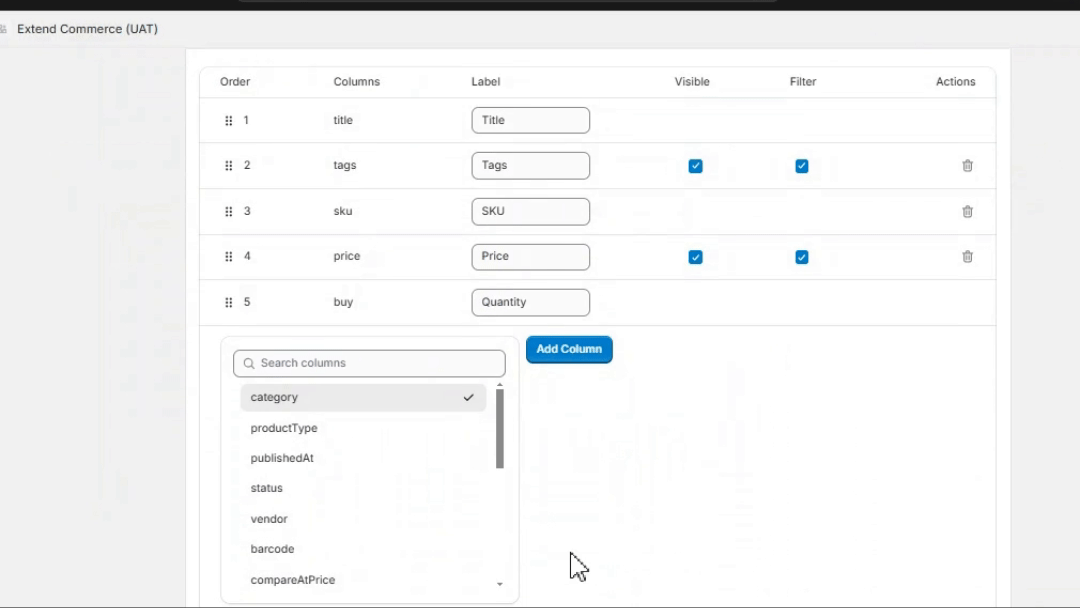 Extend Commerce (UAT)
Order Columns Label Visible Filter Actions
1 title Title
2 tags Tags
3 sku SKU
4 price Price
5 buy Quantity
Search columns
Add Column
category
productType
publishedAt
status
vendor
barcode
compareAtPrice